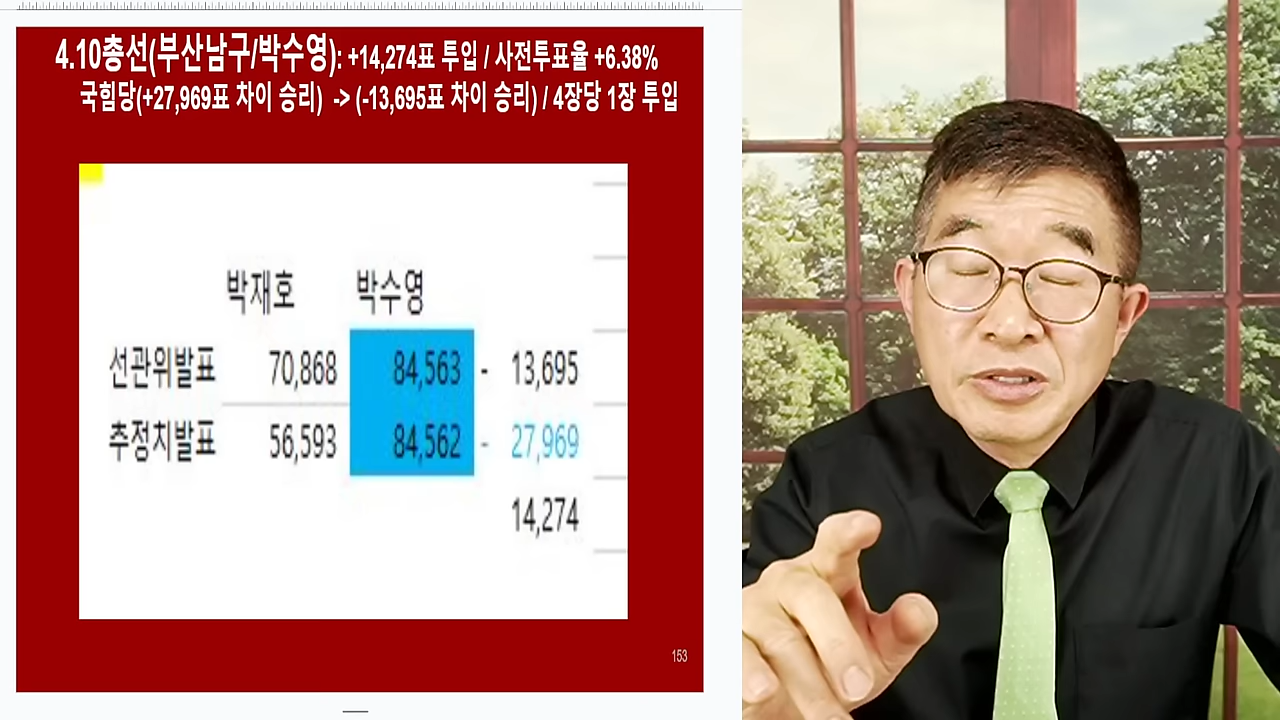 4.10총선(부산남구/박수영): +14,274표 투입 / 사전투표율 +6.38%
국힘당(+27,969표 차이 승리) -> (-13,695표 차이 승리) / 4장당 1장 투입
박재호 박수영
선관위발표 70,868 84,563 - 13,695
추정치발표 56,593 84,562 - 27,969
14,274
153